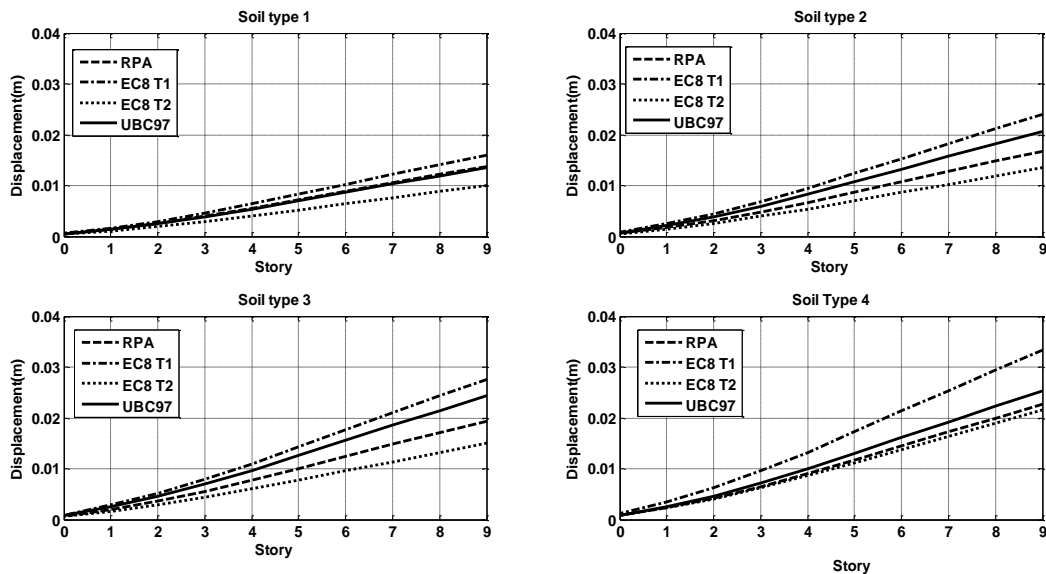 Soil type 1
0.04
0.03
0.02
0.01
0
Displacement(m)
RPA
EC8 T1
EC8 T2
UBC97
0 1 2 3 4 5 6 7 8 9
Story
Soil type 2
0.04
0.03
0.02
0.01
0
Displacement(m)
RPA
EC8 T1
EC8 T2
UBC97
0 1 2 3 4 5 6 7 8 9
Story
Soil type 3
0.04
0.03
0.02
0.01
0
Displacement(m)
RPA
EC8 T1
EC8 T2
UBC97
0 1 2 3 4 5 6 7 8 9
Story
Soil Type 4
0.04
0.03
0.02
0.01
0
Displacement(m)
RPA
EC8 T1
EC8 T2
UBC97
0 1 2 3 4 5 6 7 8 9
Story